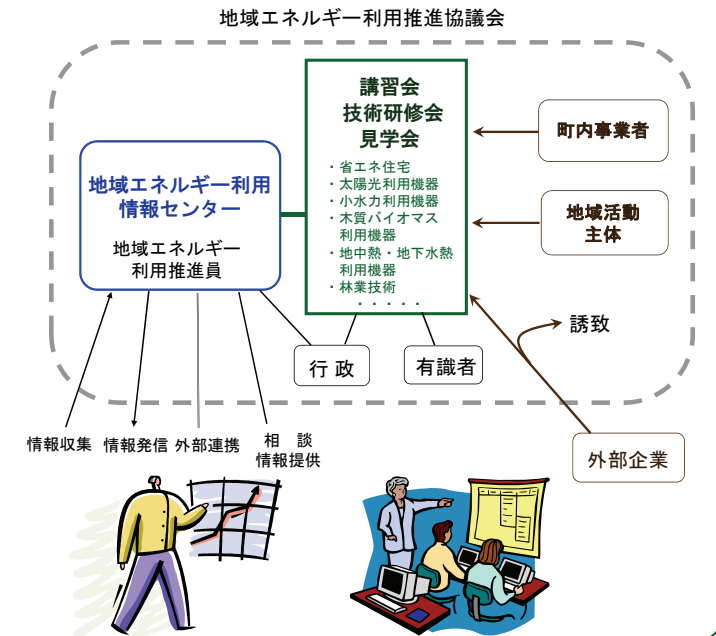 地域エネルギー利用推進協議会
講習会
技術研修会
見学会
・省エネ住宅
・太陽光利用機器
・小水力利用機器
・木質バイオマス
利用機器
・地中熱・地下水熱
利用機器
・林業技術
・・・・・
地域エネルギー利用
情報センター
地域エネルギー
利用推進員
町内事業者
地域活動
主体
誘致
行政
有識者
外部企業
情報収集
情報発信
外部連携
相　談
情報提供